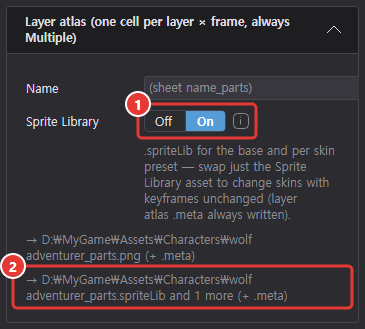 Layer atlas (one cell per layer × frame, always
Multiple)
Name
(sheet name_parts)
1
Sprite Library
Off
On
i
.spriteLib for the base and per skin
preset — swap just the Sprite
Library asset to change skins with
keyframes unchanged (layer
atlas .meta always written).
→ D:₩MyGame₩Assets₩Characters₩wolf
adventurer_parts.png (+ .meta)
2
→ D:₩MyGame₩Assets₩Characters₩wolf
adventurer_parts.spriteLib and 1 more (+ .meta)